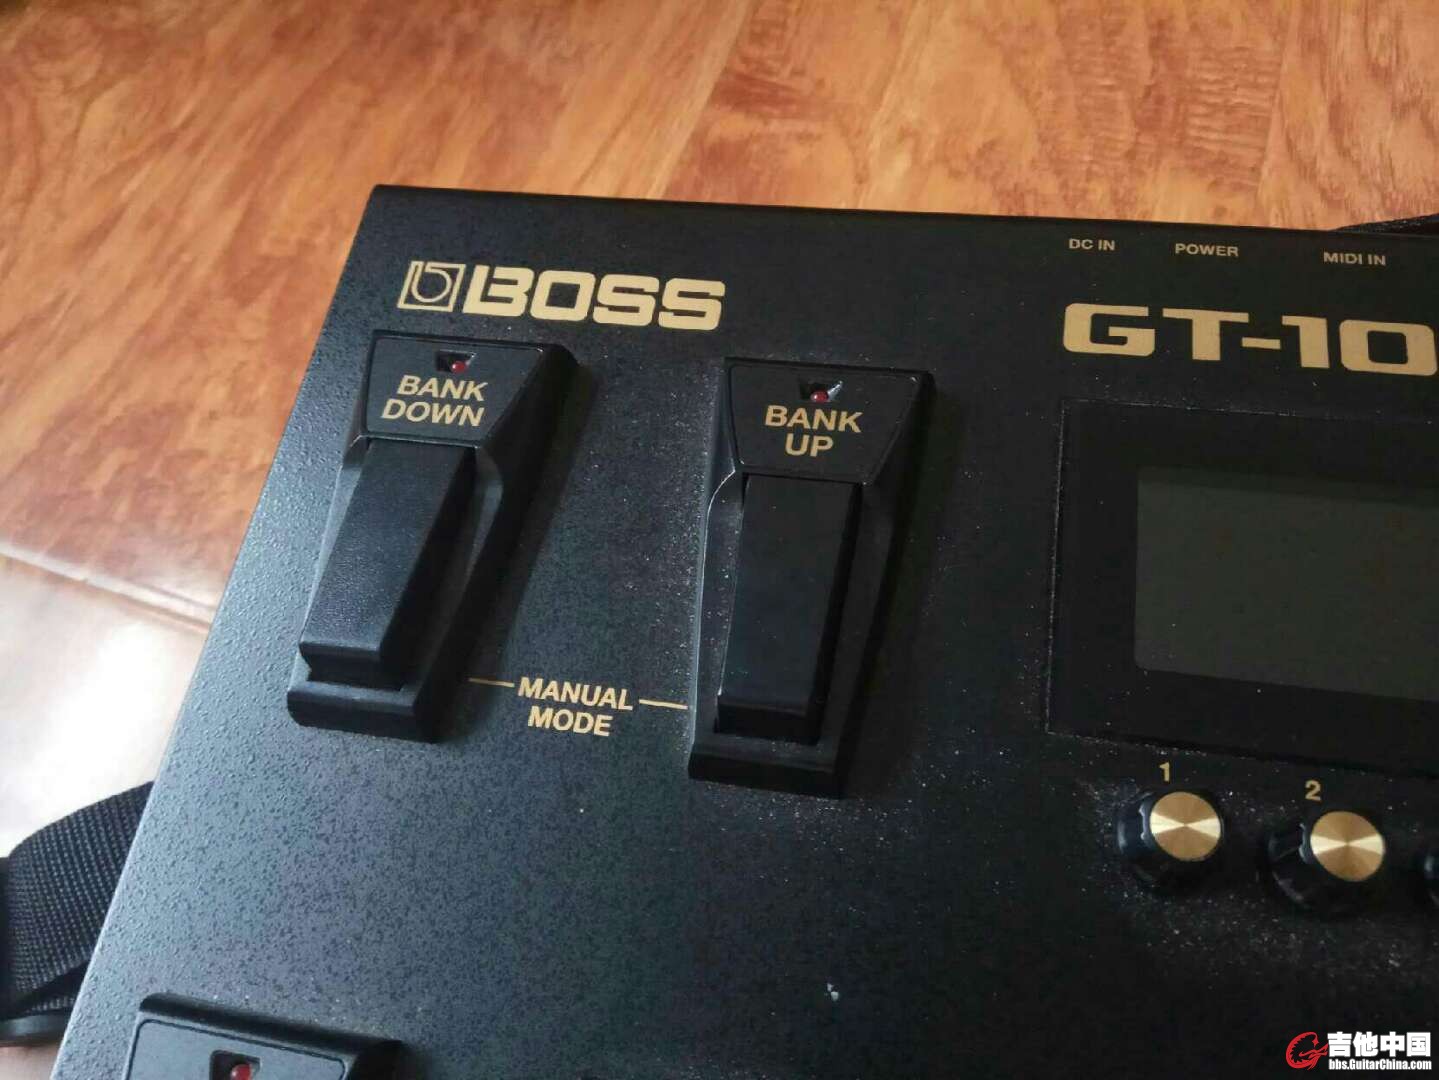 DC IN
POWER
MIDI IN
BOSS
GT-10
BANK
DOWN
BANK
UP
MANUAL
MODE
1
2
吉他中国
bbs.GuitarChina.com